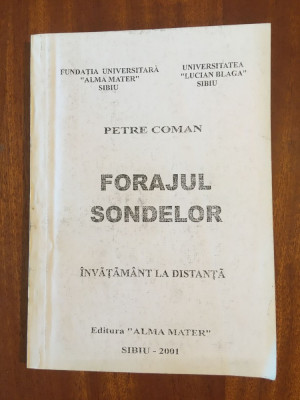 FUNDAȚIA UNIVERSITARĂ
"ALMA MATER"
SIBIU
UNIVERSITATEA
"LUCIAN BLAGA"
SIBIU
PETRE COMAN
FORAJUL
SONDELOR
ÎNVĂȚĂMÂNT LA DISTANȚĂ
Editura "ALMA MATER"
SIBIU - 2001